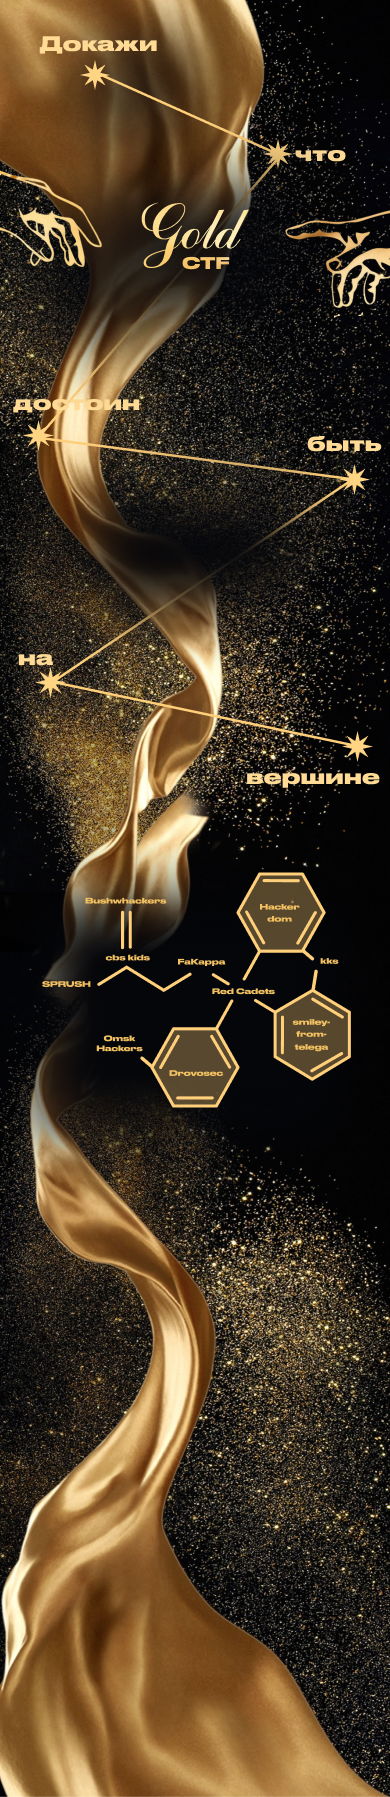 Докажи
что
Gold
CTF
достоин
быть
на
вершине
Bushwhackers
Hacker
dom
cbs kids
FaKappa
kks
SPRUSH
Red Cadets
smiley-
from-
telega
Omsk
Hackers
Drovosec